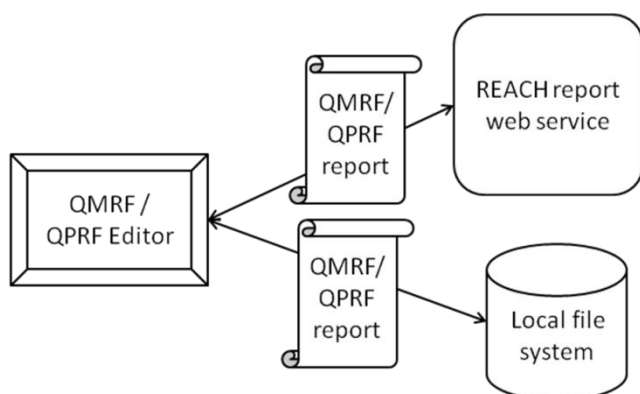 QMRF /
QPRF Editor
QMRF/
QPRF
report
REACH report
web service
QMRF/
QPRF
report
Local file
system